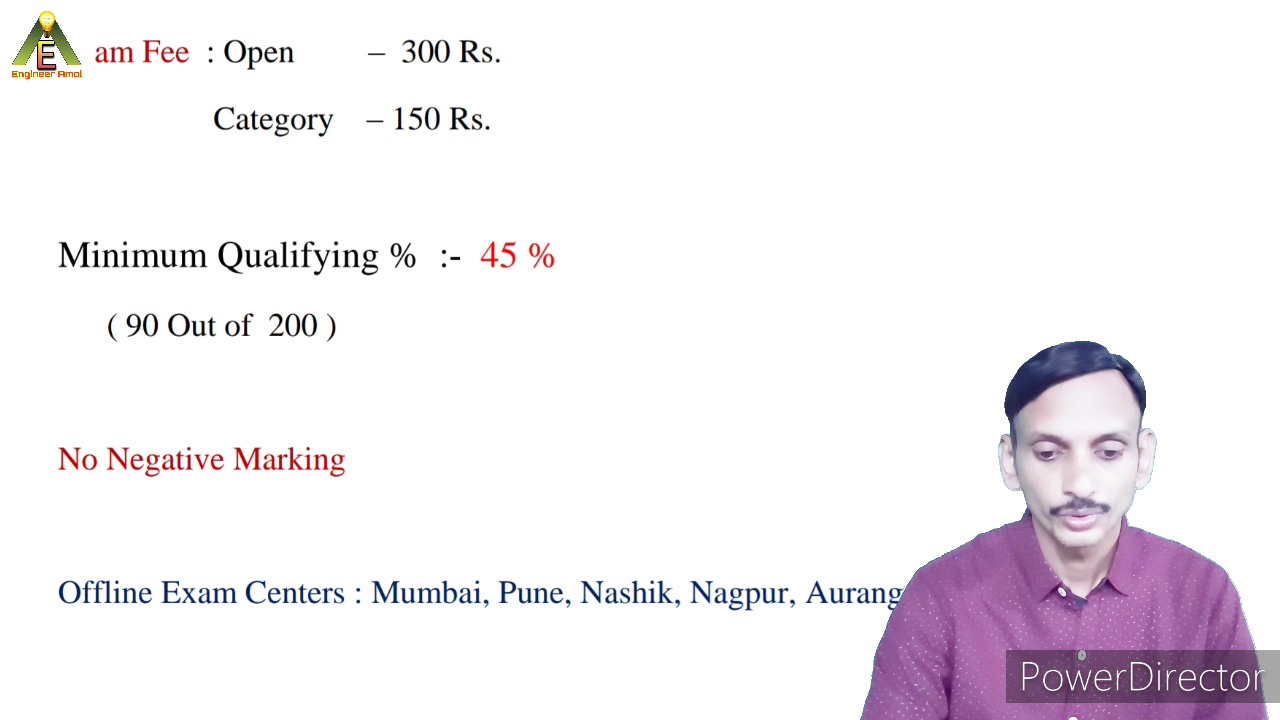 E
Engineer Amol
am Fee : Open – 300 Rs.
Category – 150 Rs.
Minimum Qualifying % :- 45 %
( 90 Out of 200 )
No Negative Marking
Offline Exam Centers : Mumbai, Pune, Nashik, Nagpur, Aurang
PowerDirector